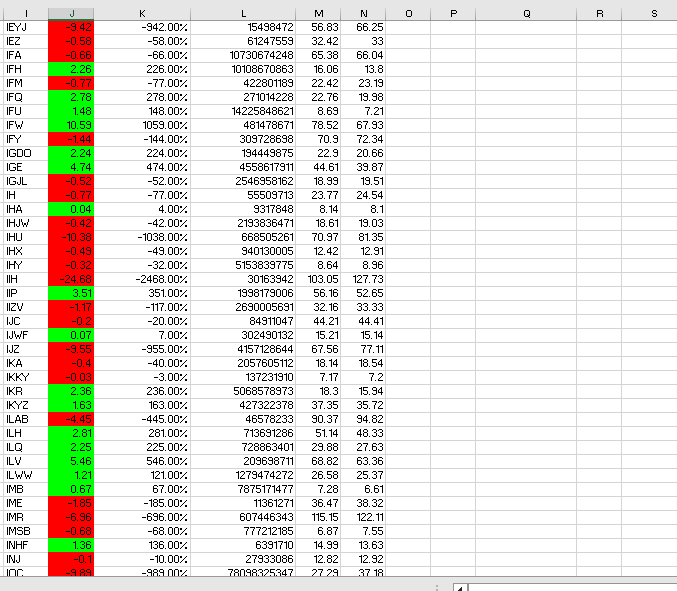 I J K L M N O P Q R S
IEYJ -9.42 -942.00% 15498472 56.83 66.25
IEZ -0.58 -58.00% 61247559 32.42 33
IFA -0.66 -66.00% 10730674248 65.38 66.04
IFH 2.26 226.00% 10108670863 16.06 13.8
IFM -0.77 -77.00% 422801189 22.42 23.19
IFQ 2.78 278.00% 271014228 22.76 19.98
IFU 1.48 148.00% 14225848621 8.69 7.21
IFW 10.59 1059.00% 481478671 78.52 67.93
IFY -1.44 -144.00% 309728698 70.9 72.34
IGDO 2.24 224.00% 194449875 22.9 20.66
IGE 4.74 474.00% 4558617911 44.61 39.87
IGJL -0.52 -52.00% 2546958162 18.99 19.51
IH -0.77 -77.00% 55509713 23.77 24.54
IHA 0.04 4.00% 9317848 8.14 8.1
IHJW -0.42 -42.00% 2193836471 18.61 19.03
IHU -10.38 -1038.00% 668505261 70.97 81.35
IHX -0.49 -49.00% 940130005 12.42 12.91
IHY -0.32 -32.00% 5153839775 8.64 8.96
IIH -24.68 -2468.00% 30163942 103.05 127.73
IIP 3.51 351.00% 1998179006 56.16 52.65
IIZV -1.17 -117.00% 2690005691 32.16 33.33
IJC -0.2 -20.00% 84911047 44.21 44.41
IJWF 0.07 7.00% 302490132 15.21 15.14
IJZ -9.55 -955.00% 4157128644 67.56 77.11
IKA -0.4 -40.00% 2057605112 18.14 18.54
IKKY -0.03 -3.00% 137231910 7.17 7.2
IKR 2.36 236.00% 5068578973 18.3 15.94
IKYZ 1.63 163.00% 427322378 37.35 35.72
ILAB -4.45 -445.00% 46578233 90.37 94.82
ILH 2.81 281.00% 713691286 51.14 48.33
ILQ 2.25 225.00% 728863401 29.88 27.63
ILV 5.46 546.00% 209698711 68.82 63.36
ILWW 1.21 121.00% 1279474272 26.58 25.37
IMB 0.67 67.00% 7875171477 7.28 6.61
IME -1.85 -185.00% 11361271 36.47 38.32
IMR -6.96 -696.00% 607446343 115.15 122.11
IMSB -0.68 -68.00% 777212185 6.87 7.55
INHF 1.36 136.00% 6391710 14.99 13.63
INJ -0.1 -10.00% 27933086 12.82 12.92
-9.89 -989.00% 78098325347 27.29 37.18